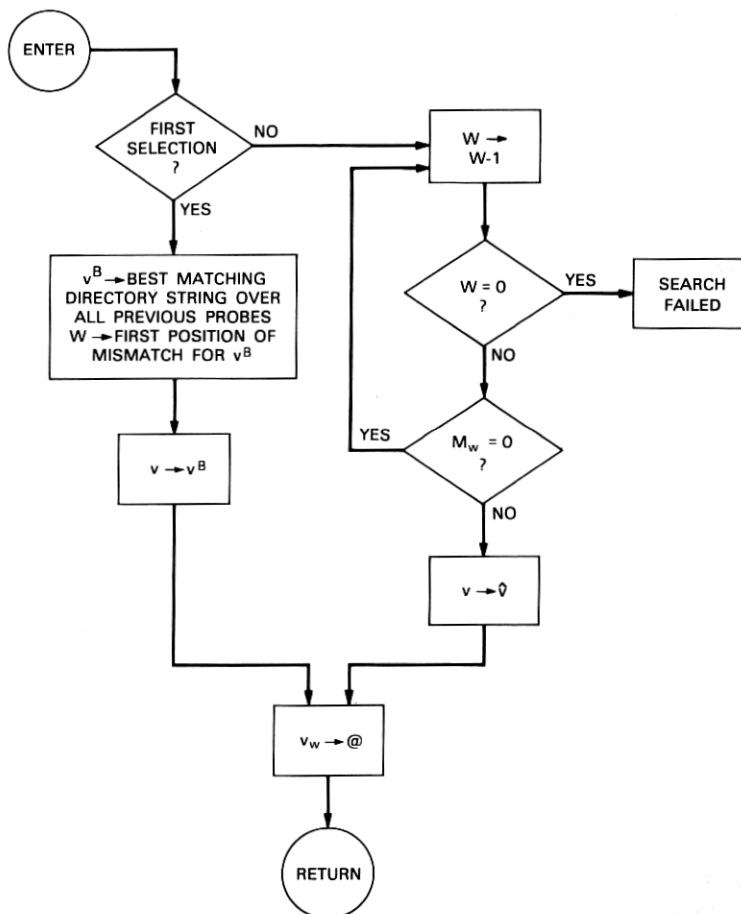 ENTER
FIRST
SELECTION
?
NO
YES
W →
W-1
W = 0
?
YES
SEARCH
FAILED
NO
v^B → BEST MATCHING
DIRECTORY STRING OVER
ALL PREVIOUS PROBES
W → FIRST POSITION OF
MISMATCH FOR v^B
M_w = 0
?
YES
NO
v → v^B
v → v̂
v_w → @
RETURN